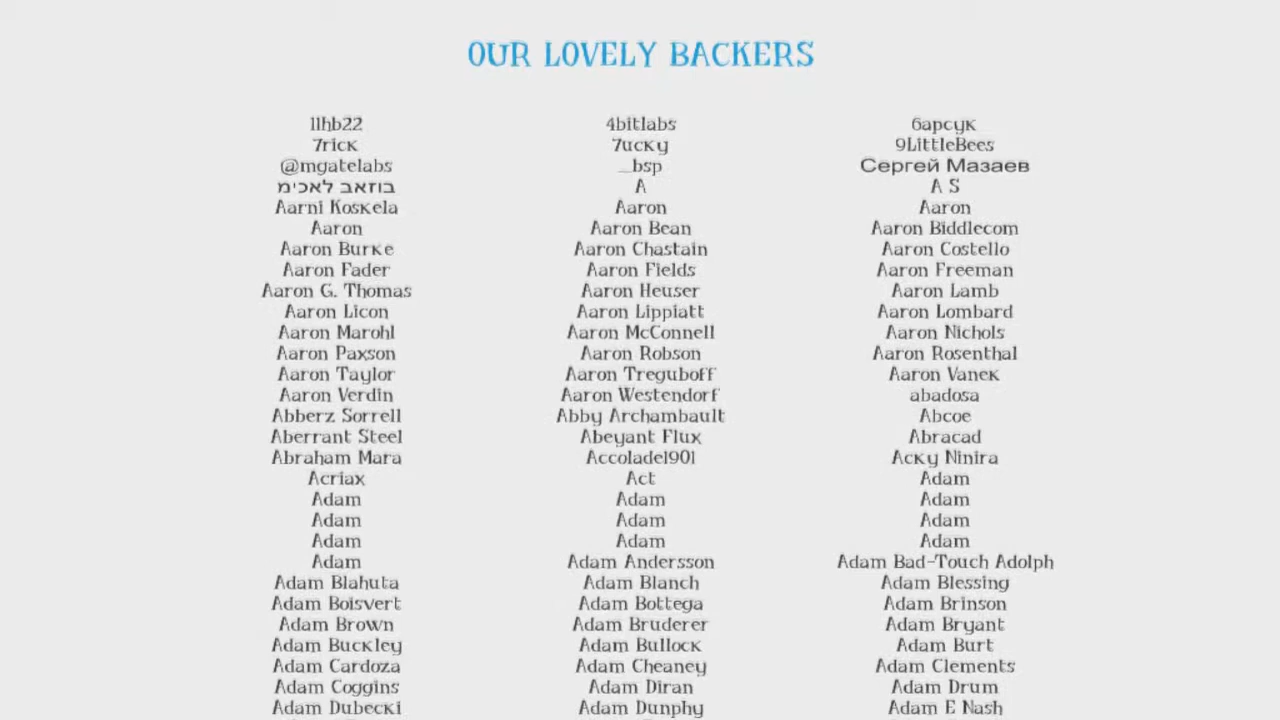 OUR LOVELY BACKERS
11hb22 4bitlabs 6арсук
7rick 7ucky 9LittleBees
@mgatelabs _bsp Сергей Мазаев
בוזאב לאכימ A A S
Aarni Koskela Aaron Aaron
Aaron Aaron Bean Aaron Biddlecom
Aaron Burke Aaron Chastain Aaron Costello
Aaron Fader Aaron Fields Aaron Freeman
Aaron G. Thomas Aaron Heuser Aaron Lamb
Aaron Licon Aaron Lippiatt Aaron Lombard
Aaron Marohl Aaron McConnell Aaron Nichols
Aaron Paxson Aaron Robson Aaron Rosenthal
Aaron Taylor Aaron Treguboff Aaron Vanek
Aaron Verdin Aaron Westendorf abadosa
Abberz Sorrell Abby Archambault Abcoe
Aberrant Steel Abeyant Flux Abracad
Abraham Mara Accolade1901 Acky Ninira
Acriax Act Adam
Adam Adam Adam
Adam Adam Adam
Adam Adam Adam
Adam Adam Andersson Adam Bad-Touch Adolph
Adam Blahuta Adam Blanch Adam Blessing
Adam Boisvert Adam Bottega Adam Brinson
Adam Brown Adam Bruderer Adam Bryant
Adam Buckley Adam Bullock Adam Burt
Adam Cardoza Adam Cheaney Adam Clements
Adam Coggins Adam Diran Adam Drum
Adam Dubecki Adam Dunphy Adam E Nash